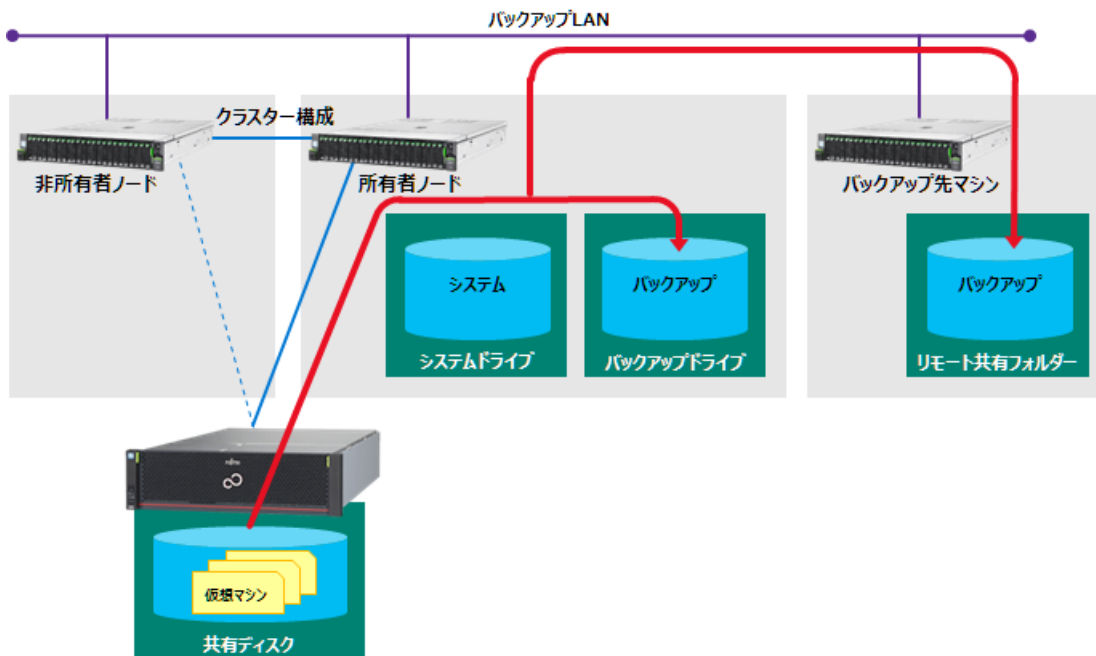 バックアップLAN
クラスター構成
非所有者ノード
所有者ノード
バックアップ先マシン
システム
バックアップ
バックアップ
システムドライブ
バックアップドライブ
リモート共有フォルダー
FUJITSU
仮想マシン
共有ディスク